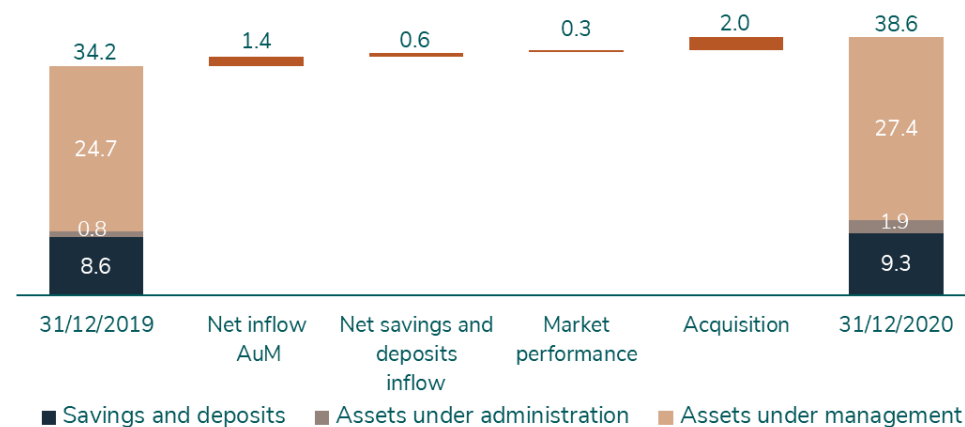 34.2
1.4
0.6
0.3
2.0
38.6
24.7
27.4
0.8
1.9
8.6
9.3
31/12/2019
Net inflow
AuM
Net savings and
deposits
inflow
Market
performance
Acquisition
31/12/2020
Savings and deposits
Assets under administration
Assets under management